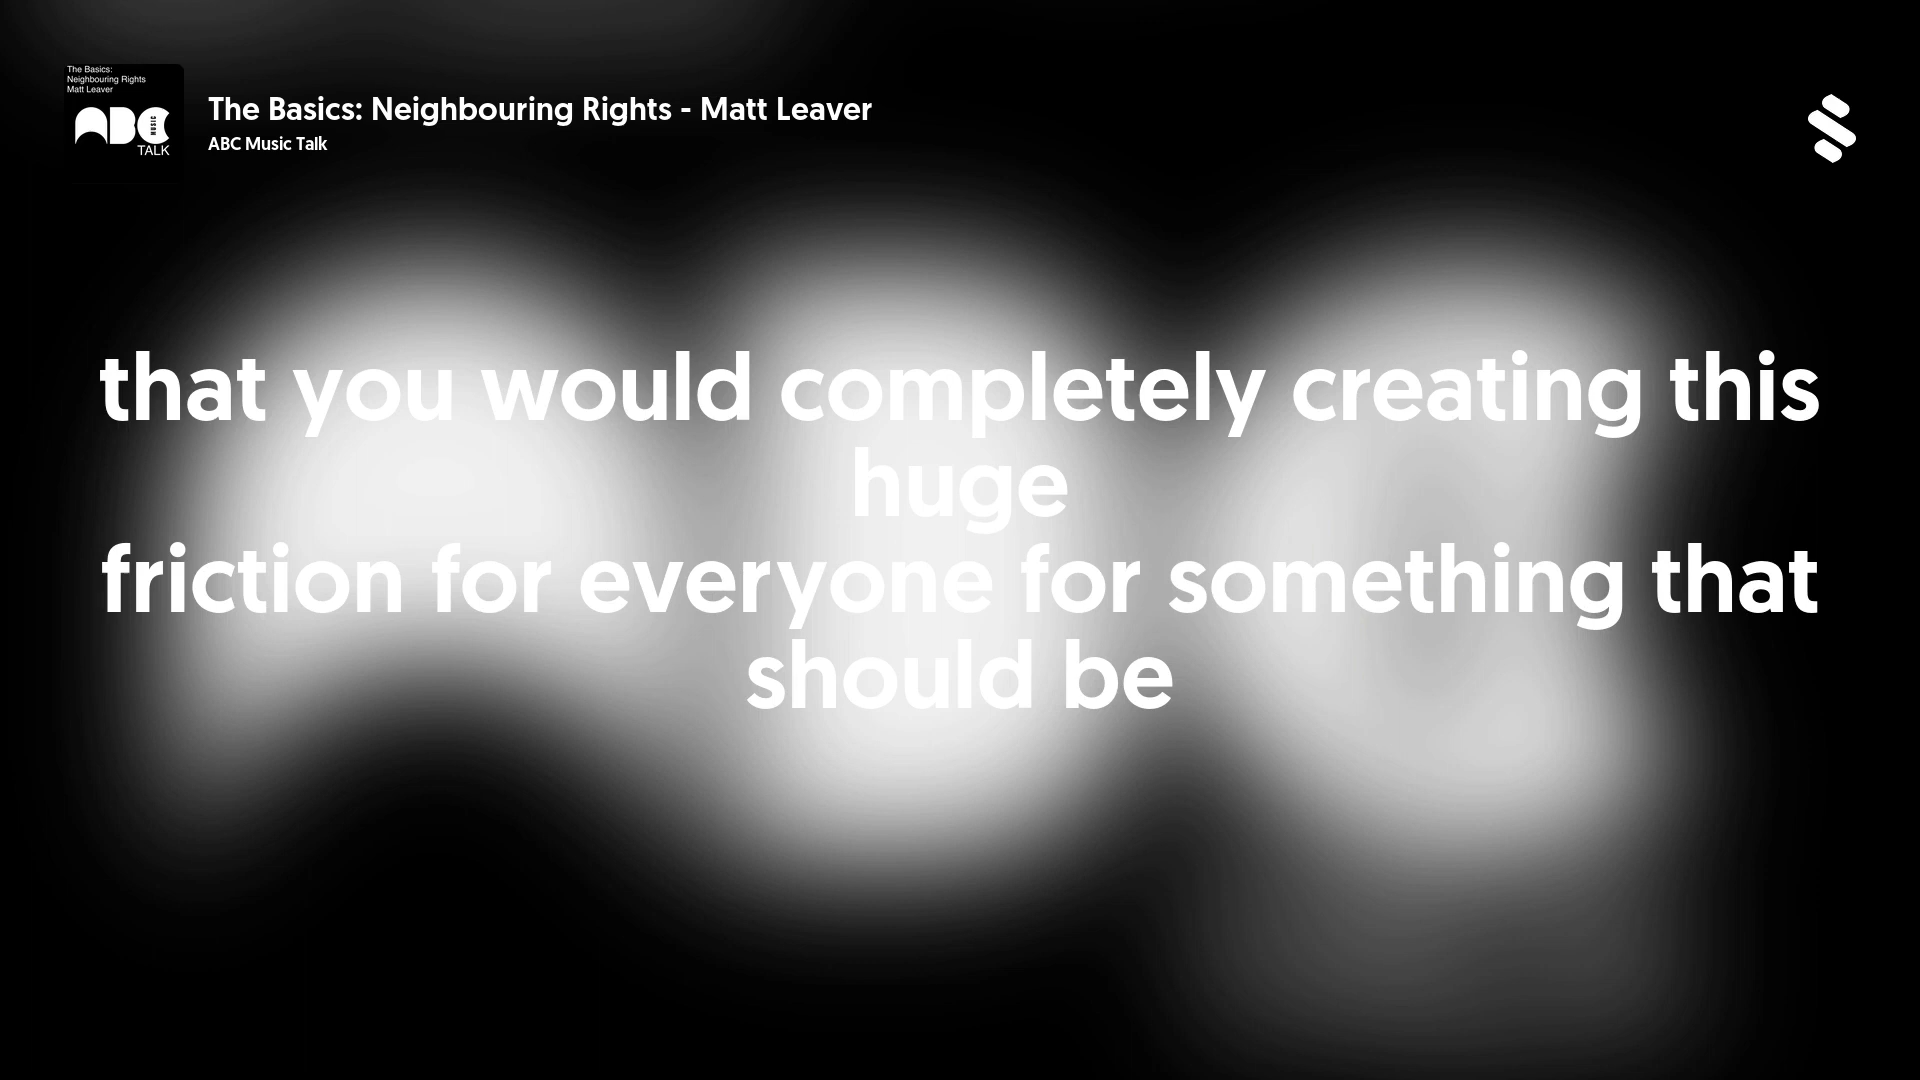 The Basics:
Neighbouring Rights
Matt Leaver
ABC
MUSIC
TALK
The Basics: Neighbouring Rights - Matt Leaver
ABC Music Talk
that you would completely creating this
huge
friction for everyone for something that
should be